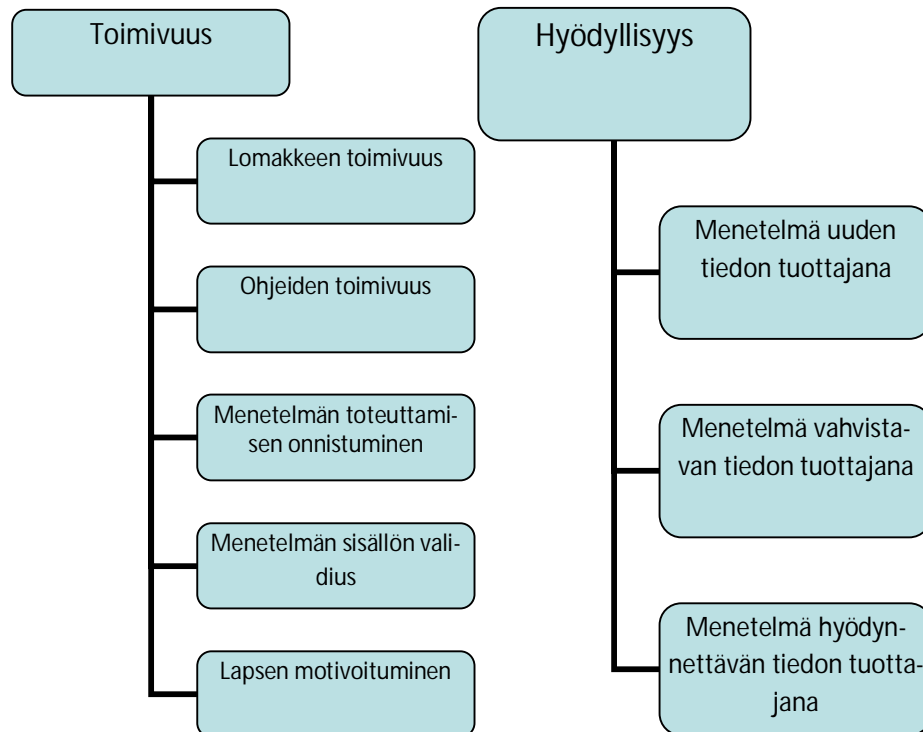 Toimivuus
Lomakkeen toimivuus
Ohjeiden toimivuus
Menetelmän toteuttami-
sen onnistuminen
Menetelmän sisällön vali-
dius
Lapsen motivoituminen
Hyödyllisyys
Menetelmä uuden
tiedon tuottajana
Menetelmä vahvista-
van tiedon tuottajana
Menetelmä hyödyn-
nettävän tiedon tuotta-
jana